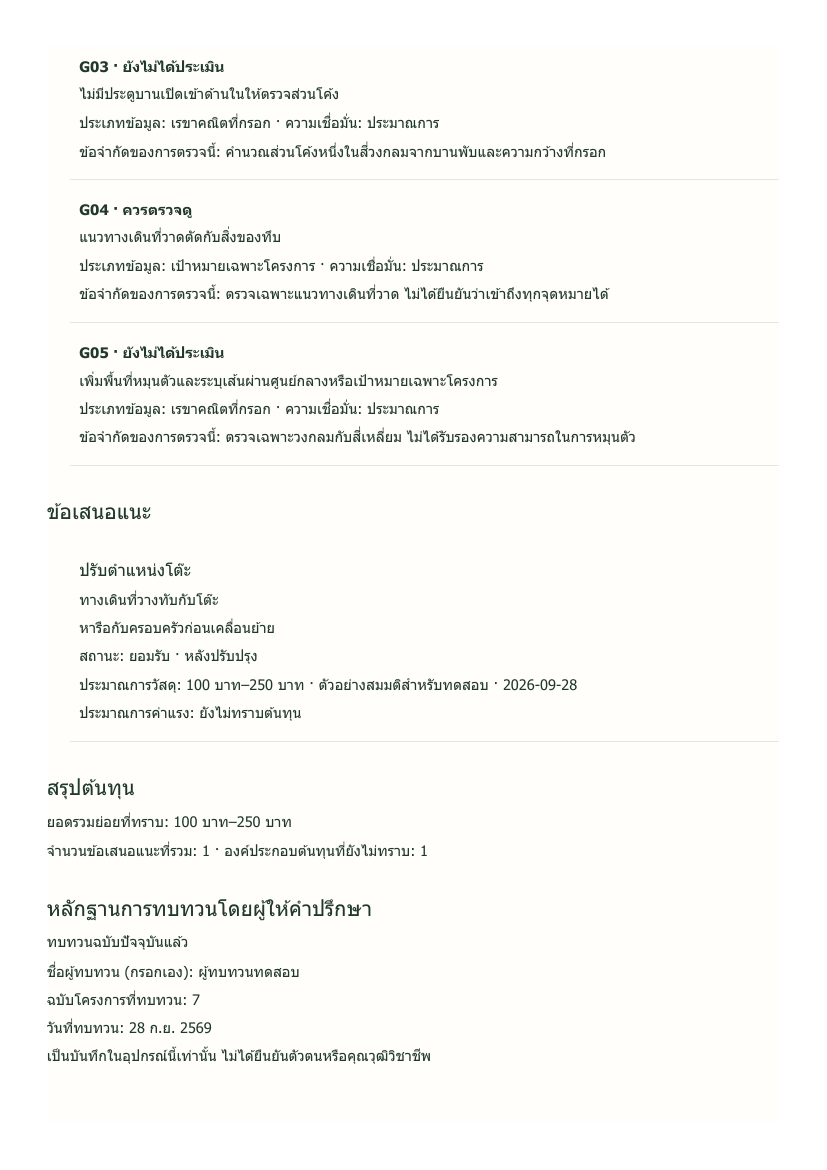 G03 · ยังไม่ได้ประเมิน
ไม่มีประตูบานเปิดเข้าด้านในให้ตรวจส่วนโค้ง
ประเภทข้อมูล: เรขาคณิตที่กรอก · ความเชื่อมั่น: ประมาณการ
ข้อจำกัดของการตรวจนี้: คำนวณส่วนโค้งหนึ่งในสี่วงกลมจากบานพับและความกว้างที่กรอก
G04 · ควรตรวจดู
แนวทางเดินที่วาดตัดกับสิ่งของทึบ
ประเภทข้อมูล: เป้าหมายเฉพาะโครงการ · ความเชื่อมั่น: ประมาณการ
ข้อจำกัดของการตรวจนี้: ตรวจเฉพาะแนวทางเดินที่วาด ไม่ได้ยืนยันว่าเข้าถึงทุกจุดหมายได้
G05 · ยังไม่ได้ประเมิน
เพิ่มพื้นที่หมุนตัวและระบุเส้นผ่านศูนย์กลางหรือเป้าหมายเฉพาะโครงการ
ประเภทข้อมูล: เรขาคณิตที่กรอก · ความเชื่อมั่น: ประมาณการ
ข้อจำกัดของการตรวจนี้: ตรวจเฉพาะวงกลมกับสี่เหลี่ยม ไม่ได้รับรองความสามารถในการหมุนตัว
ข้อเสนอแนะ
ปรับตำแหน่งโต๊ะ
ทางเดินที่วางทับกับโต๊ะ
หารือกับครอบครัวก่อนเคลื่อนย้าย
สถานะ: ยอมรับ · หลังปรับปรุง
ประมาณการวัสดุ: 100 บาท–250 บาท · ตัวอย่างสมมติสำหรับทดสอบ · 2026-09-28
ประมาณการค่าแรง: ยังไม่ทราบต้นทุน
สรุปต้นทุน
ยอดรวมย่อยที่ทราบ: 100 บาท–250 บาท
จำนวนข้อเสนอแนะที่รวม: 1 · องค์ประกอบต้นทุนที่ยังไม่ทราบ: 1
หลักฐานการทบทวนโดยผู้ให้คำปรึกษา
ทบทวนฉบับปัจจุบันแล้ว
ชื่อผู้ทบทวน (กรอกเอง): ผู้ทบทวนทดสอบ
ฉบับโครงการที่ทบทวน: 7
วันที่ทบทวน: 28 ก.ย. 2569
เป็นบันทึกในอุปกรณ์นี้เท่านั้น ไม่ได้ยืนยันตัวตนหรือคุณวุฒิวิชาชีพ